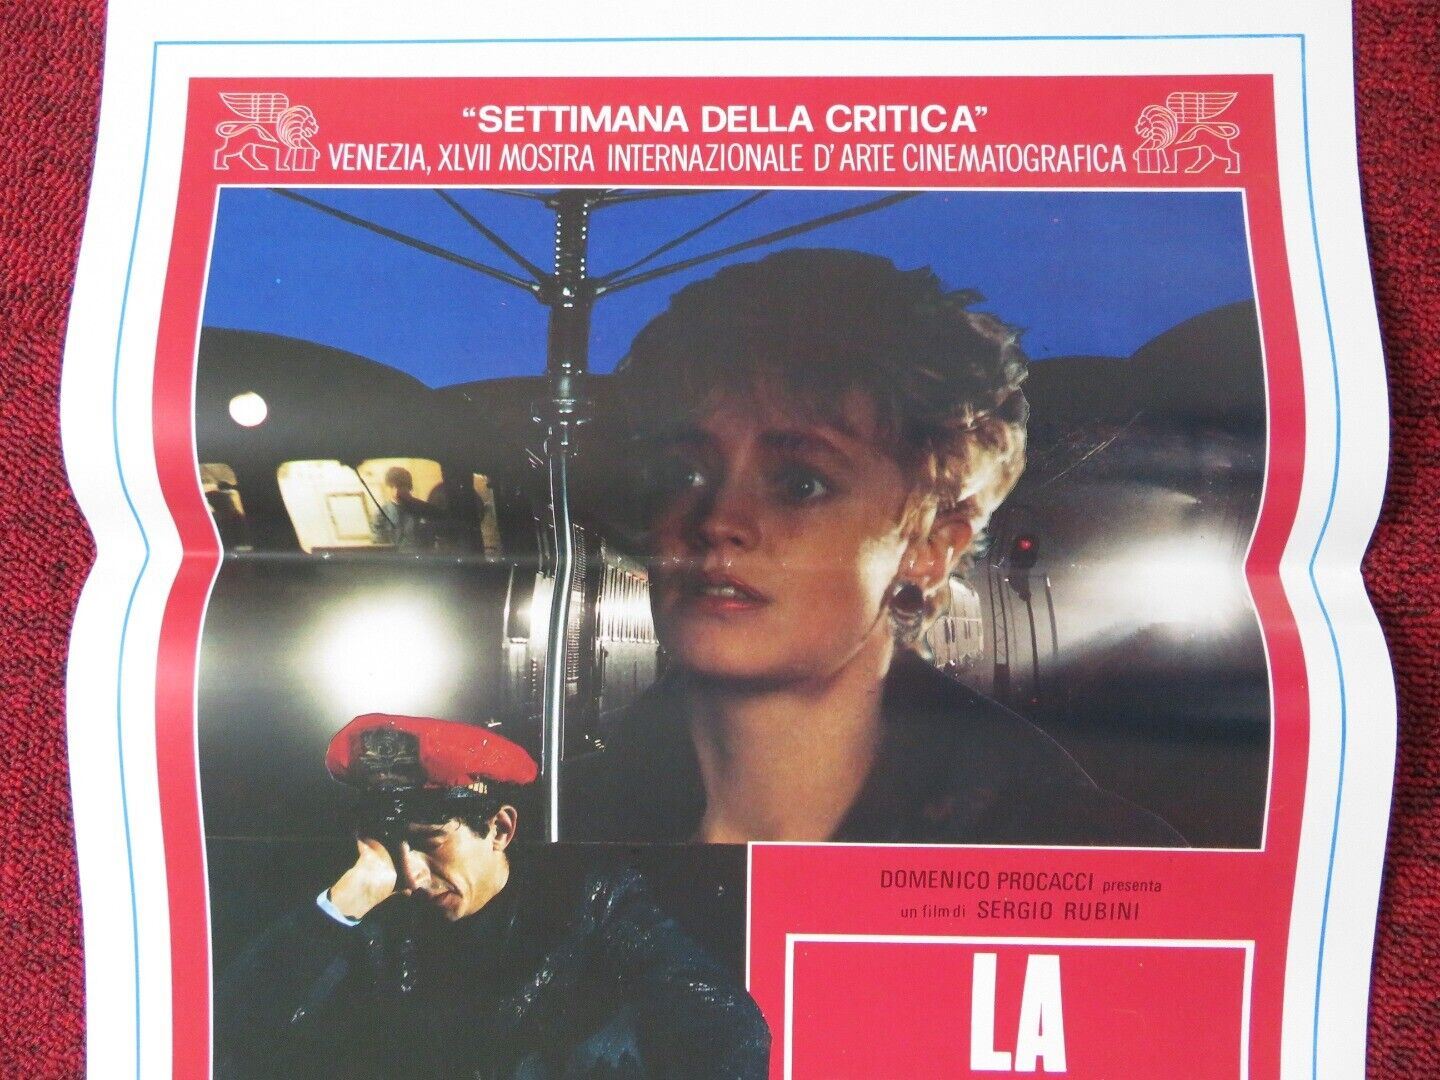 "SETTIMANA DELLA CRITICA"
VENEZIA, XLVII MOSTRA INTERNAZIONALE D'ARTE CINEMATOGRAFICA
DOMENICO PROCACCI presenta
un film di SERGIO RUBINI
LA